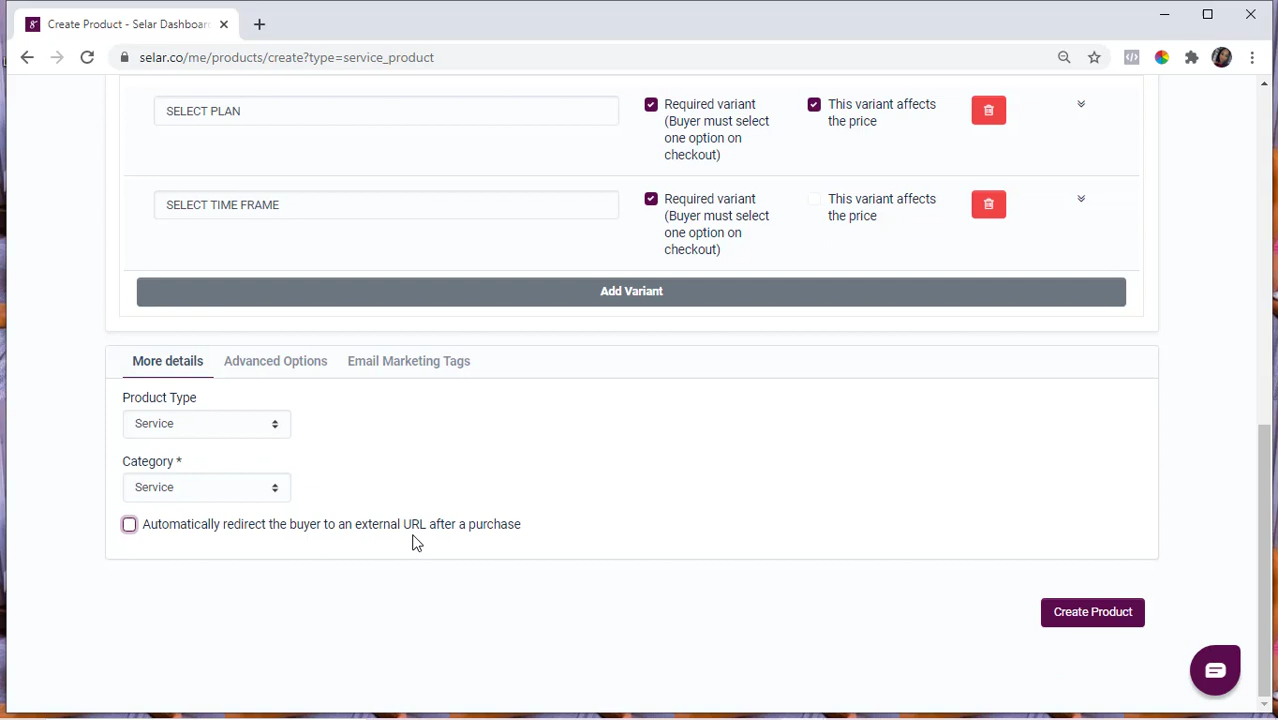 Create Product - Selar Dashboar
selar.co/me/products/create?type=service_product
SELECT PLAN
Required variant
(Buyer must select
one option on
checkout)
This variant affects
the price
SELECT TIME FRAME
Required variant
(Buyer must select
one option on
checkout)
This variant affects
the price
Add Variant
More details
Advanced Options
Email Marketing Tags
Product Type
Service
Category *
Service
Automatically redirect the buyer to an external URL after a purchase
Create Product